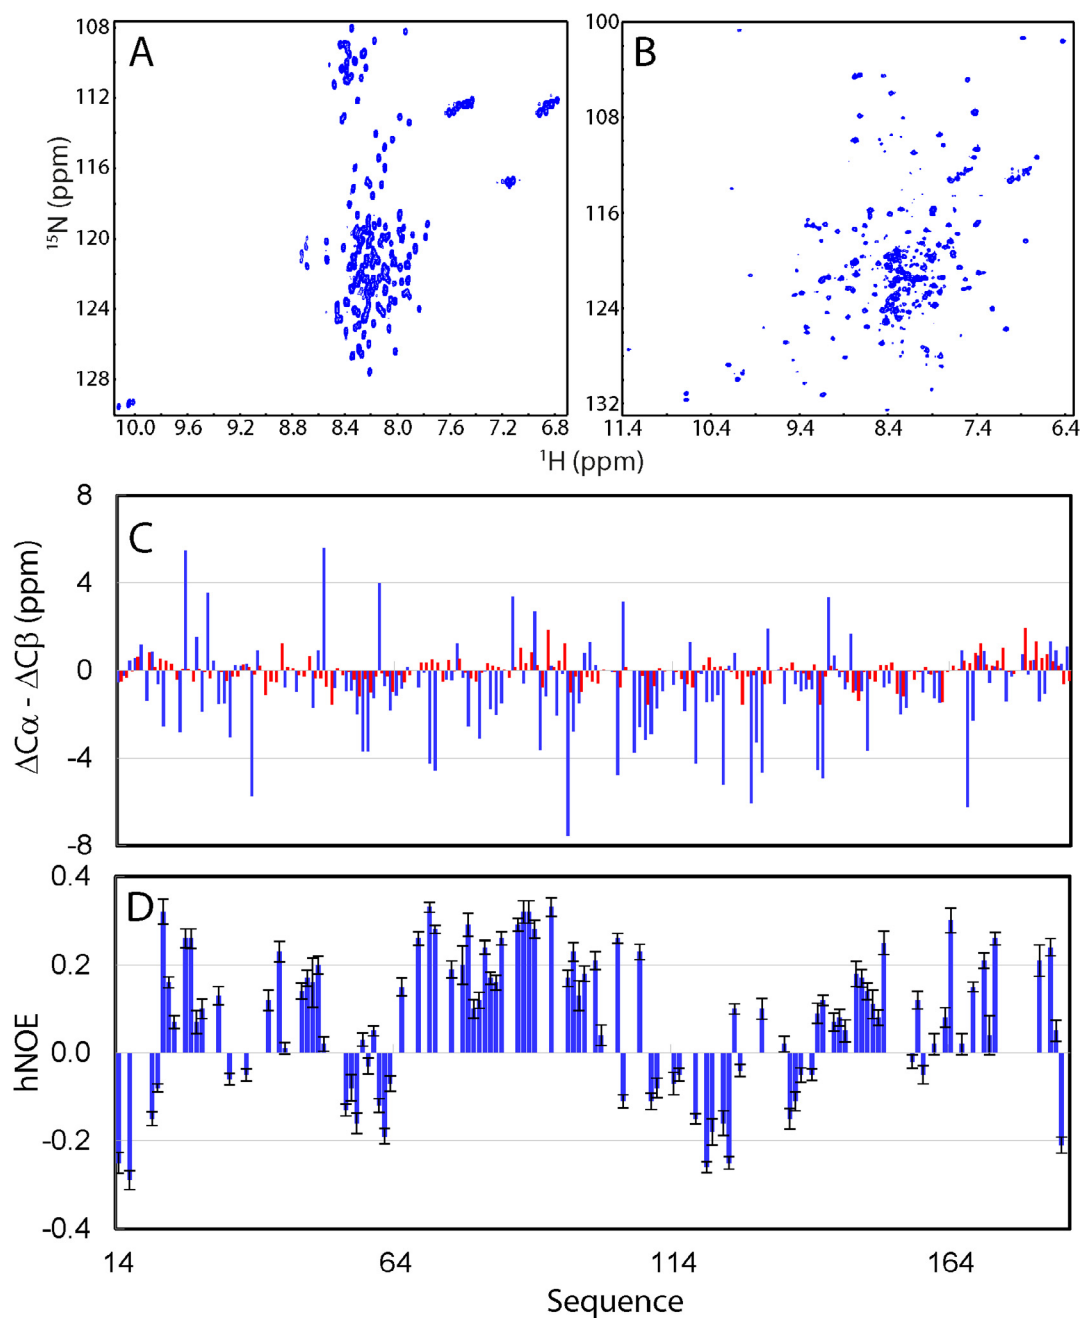 A
B
108
112
116
120
124
128
¹⁵N (ppm)
10.0 9.6 9.2 8.8 8.4 8.0 7.6 7.2 6.8
100
108
116
124
132
11.4 10.4 9.4 8.4 7.4 6.4
¹H (ppm)
C
8
4
0
-4
-8
ΔCα - ΔCβ (ppm)
D
0.4
0.2
0.0
-0.2
-0.4
hNOE
14 64 114 164
Sequence